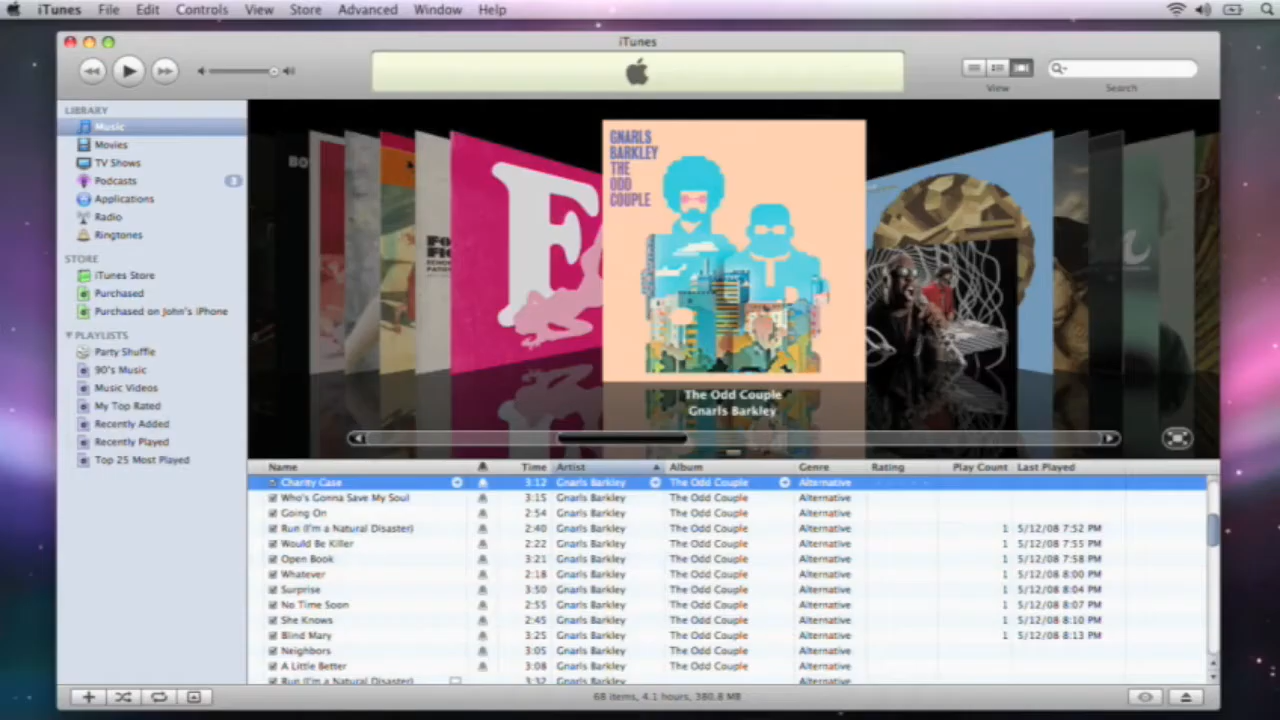 iTunes File Edit Controls View Store Advanced Window Help
iTunes
View
Search
LIBRARY
Music
Movies
TV Shows
Podcasts
Applications
Radio
Ringtones
STORE
iTunes Store
Purchased
Purchased on John's iPhone
PLAYLISTS
Party Shuffle
90's Music
Music Videos
My Top Rated
Recently Added
Recently Played
Top 25 Most Played
GNARLS
BARKLEY
THE
ODD
COUPLE
The Odd Couple
Gnarls Barkley
Name Time Artist Album Genre Rating Play Count Last Played
Charity Case 3:12 Gnarls Barkley The Odd Couple Alternative
Who's Gonna Save My Soul 3:15 Gnarls Barkley The Odd Couple Alternative
Going On 2:54 Gnarls Barkley The Odd Couple Alternative
Run (I'm a Natural Disaster) 2:40 Gnarls Barkley The Odd Couple Alternative 1 5/12/08 7:52 PM
Would Be Killer 2:22 Gnarls Barkley The Odd Couple Alternative 1 5/12/08 7:55 PM
Open Book 3:21 Gnarls Barkley The Odd Couple Alternative 1 5/12/08 7:58 PM
Whatever 2:18 Gnarls Barkley The Odd Couple Alternative 1 5/12/08 8:00 PM
Surprise 3:50 Gnarls Barkley The Odd Couple Alternative 1 5/12/08 8:04 PM
No Time Soon 2:55 Gnarls Barkley The Odd Couple Alternative 1 5/12/08 8:07 PM
She Knows 2:45 Gnarls Barkley The Odd Couple Alternative 1 5/12/08 8:10 PM
Blind Mary 3:25 Gnarls Barkley The Odd Couple Alternative 1 5/12/08 8:13 PM
Neighbors 3:05 Gnarls Barkley The Odd Couple Alternative
A Little Better 3:08 Gnarls Barkley The Odd Couple Alternative
Run (I'm a Natural Disaster) 3:32 Gnarls Barkley The Odd Couple Alternative
68 items, 4.1 hours, 380.8 MB